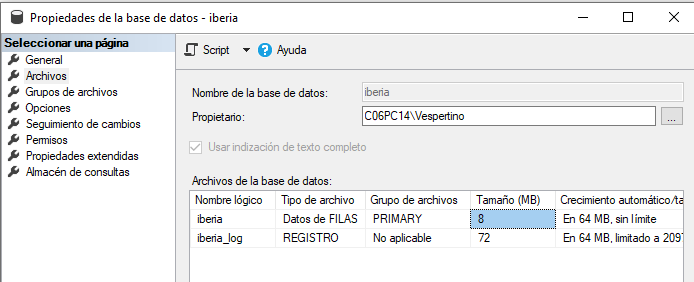 Propiedades de la base de datos - iberia
Seleccionar una página
General
Archivos
Grupos de archivos
Opciones
Seguimiento de cambios
Permisos
Propiedades extendidas
Almacén de consultas
Script
Ayuda
Nombre de la base de datos: iberia
Propietario: C06PC14\Vespertino ...
Usar indización de texto completo
Archivos de la base de datos:
Nombre lógico Tipo de archivo Grupo de archivos Tamaño (MB) Crecimiento automático/ta
iberia Datos de FILAS PRIMARY 8 En 64 MB, sin límite
iberia_log REGISTRO No aplicable 72 En 64 MB, limitado a 2097